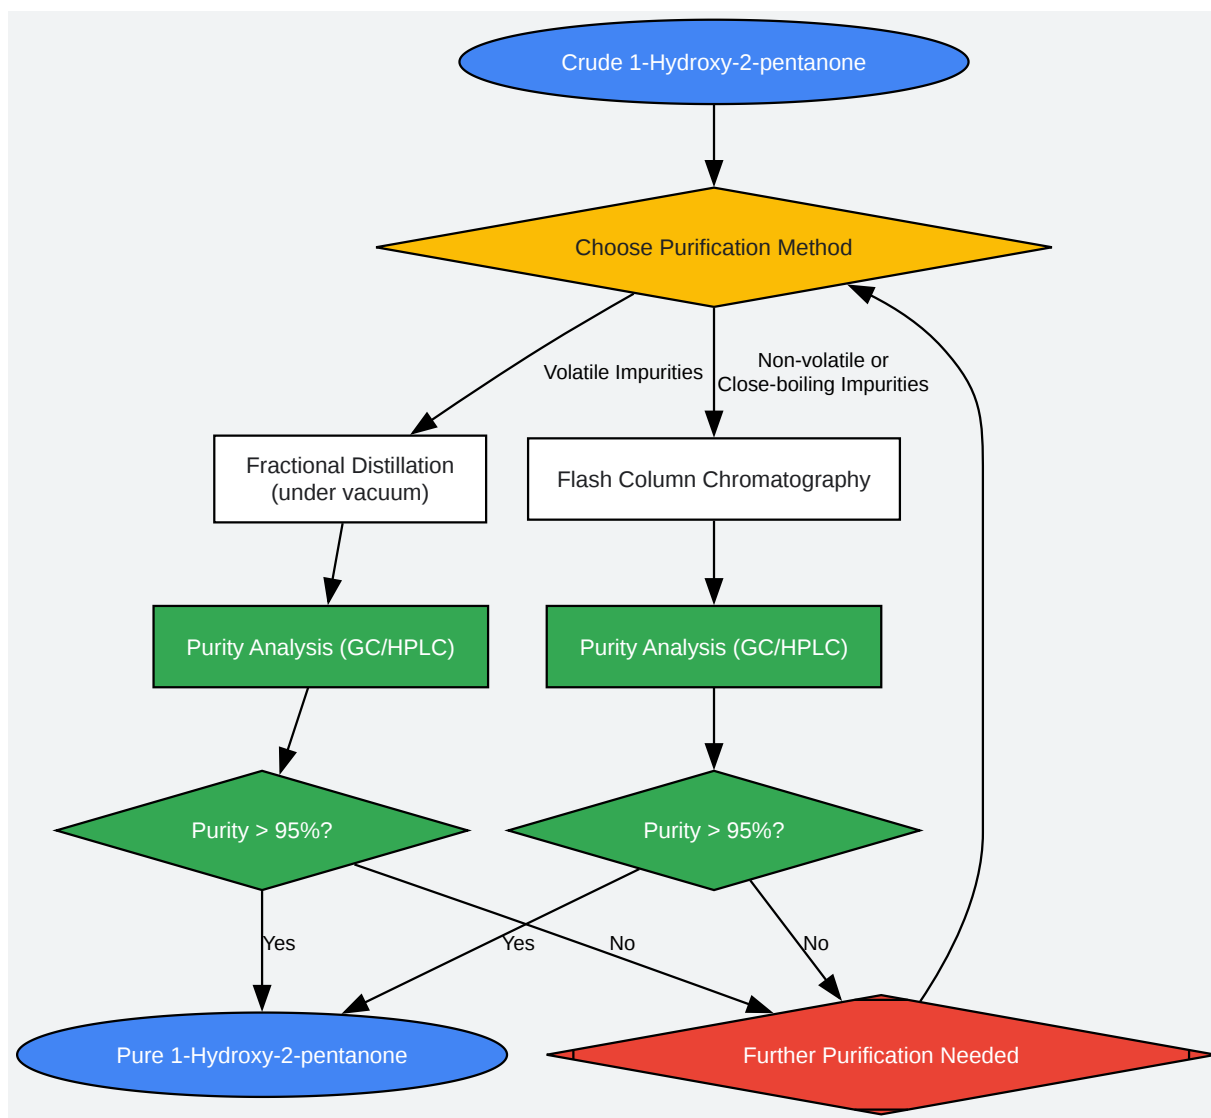 Crude 1-Hydroxy-2-pentanone
Choose Purification Method
Volatile Impurities
Non-volatile or
Close-boiling Impurities
Fractional Distillation
(under vacuum)
Flash Column Chromatography
Purity Analysis (GC/HPLC)
Purity Analysis (GC/HPLC)
Purity > 95%?
Purity > 95%?
Yes
Yes
No
No
Pure 1-Hydroxy-2-pentanone
Further Purification Needed